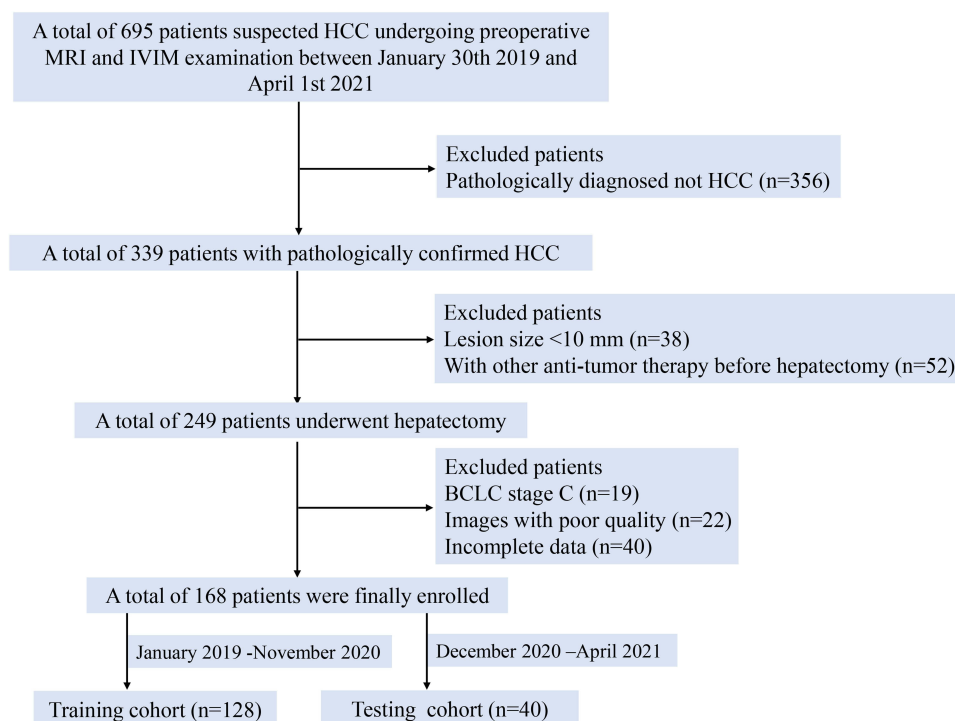 A total of 695 patients suspected HCC undergoing preoperative
MRI and IVIM examination between January 30th 2019 and
April 1st 2021
Excluded patients
Pathologically diagnosed not HCC (n=356)
A total of 339 patients with pathologically confirmed HCC
Excluded patients
Lesion size <10 mm (n=38)
With other anti-tumor therapy before hepatectomy (n=52)
A total of 249 patients underwent hepatectomy
Excluded patients
BCLC stage C (n=19)
Images with poor quality (n=22)
Incomplete data (n=40)
A total of 168 patients were finally enrolled
January 2019 -November 2020
December 2020 –April 2021
Training cohort (n=128)
Testing cohort (n=40)